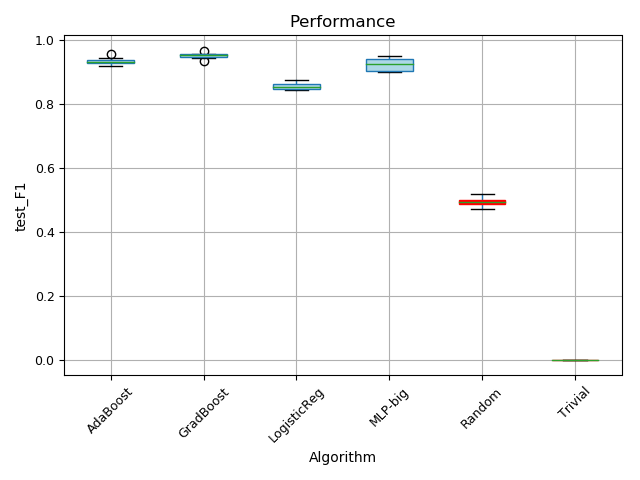 Performance
1.0
0.8
0.6
0.4
0.2
0.0
test_F1
AdaBoost
GradBoost
LogisticReg
MLP-big
Random
Trivial
Algorithm